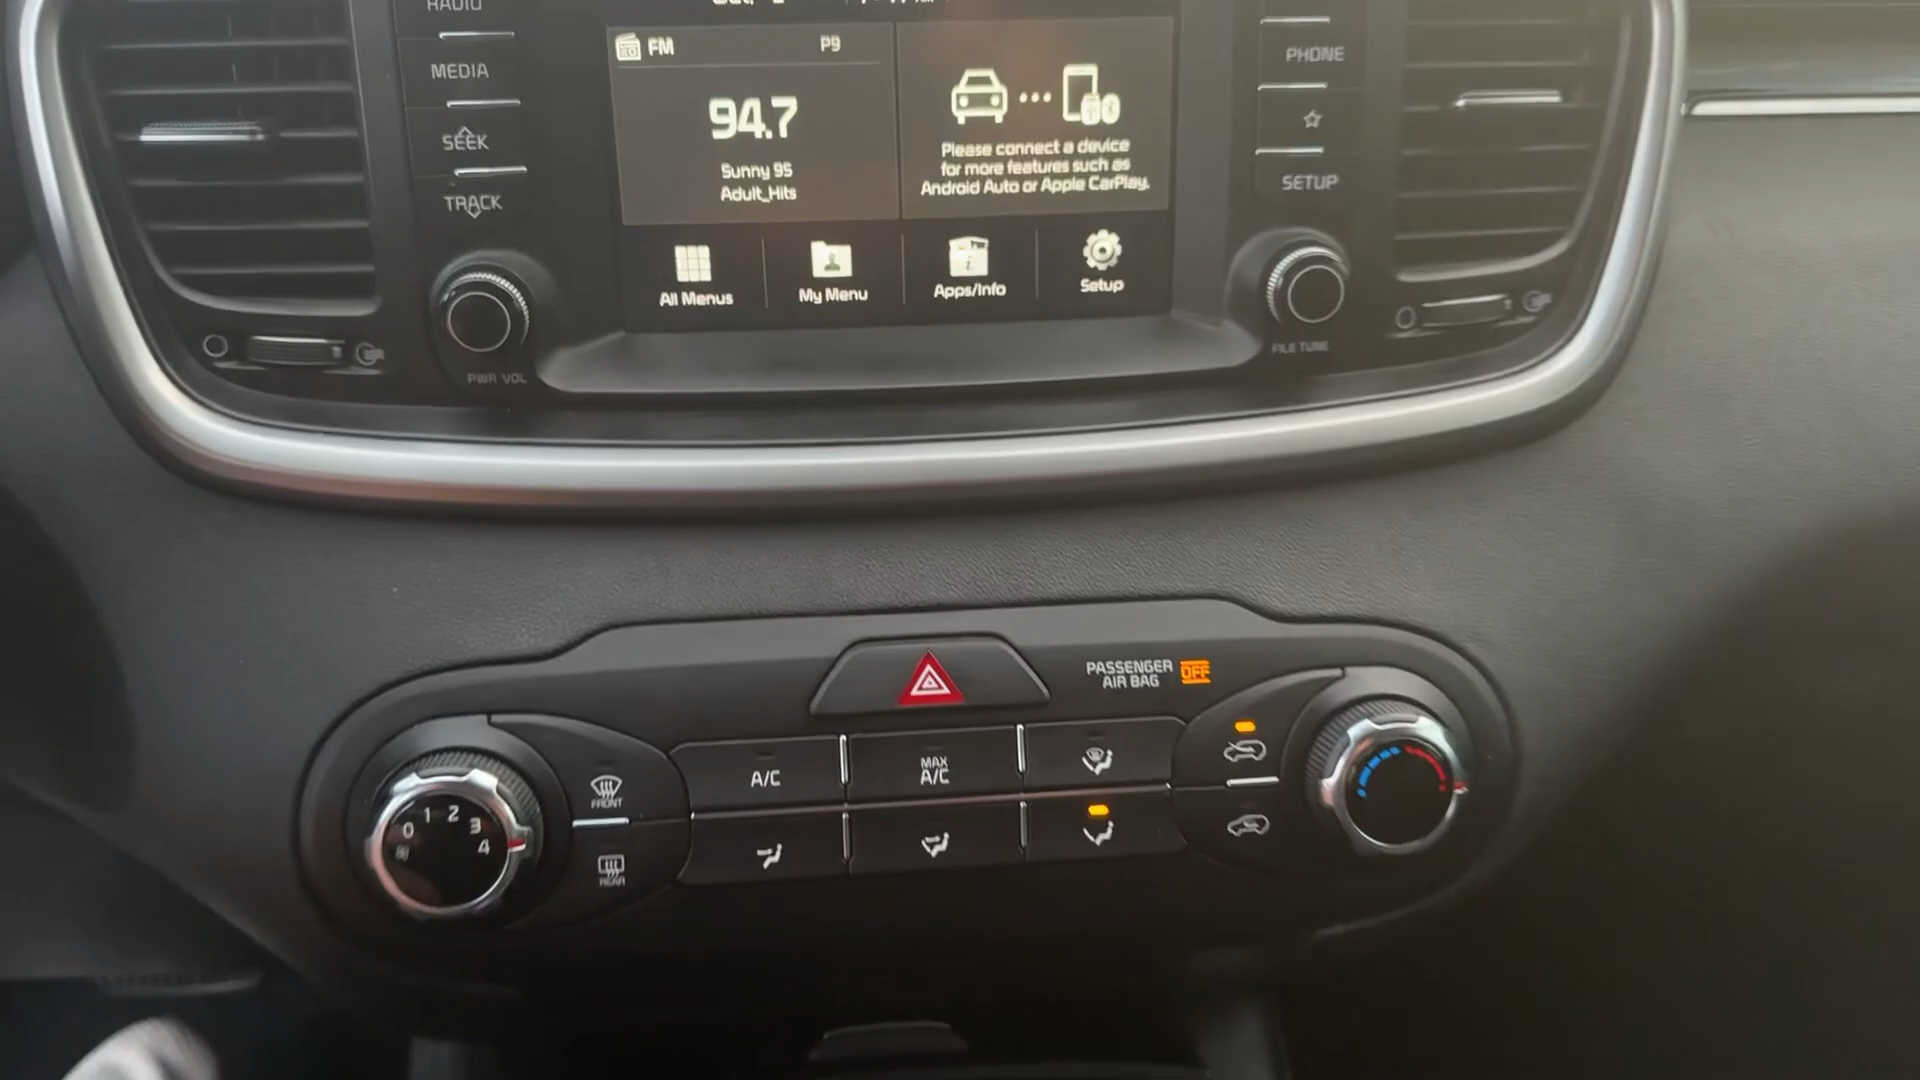 RADIO
MEDIA
SEEK
TRACK
PWR VOL
FM P9
94.7
Sunny 95
Adult_Hits
Please connect a device
for more features such as
Android Auto or Apple CarPlay.
All Menus
My Menu
Apps/Info
Setup
PHONE
SETUP
FILE TUNE
PASSENGER
AIR BAG
OFF
0 1 2 3 4
FRONT
REAR
A/C
MAX
A/C